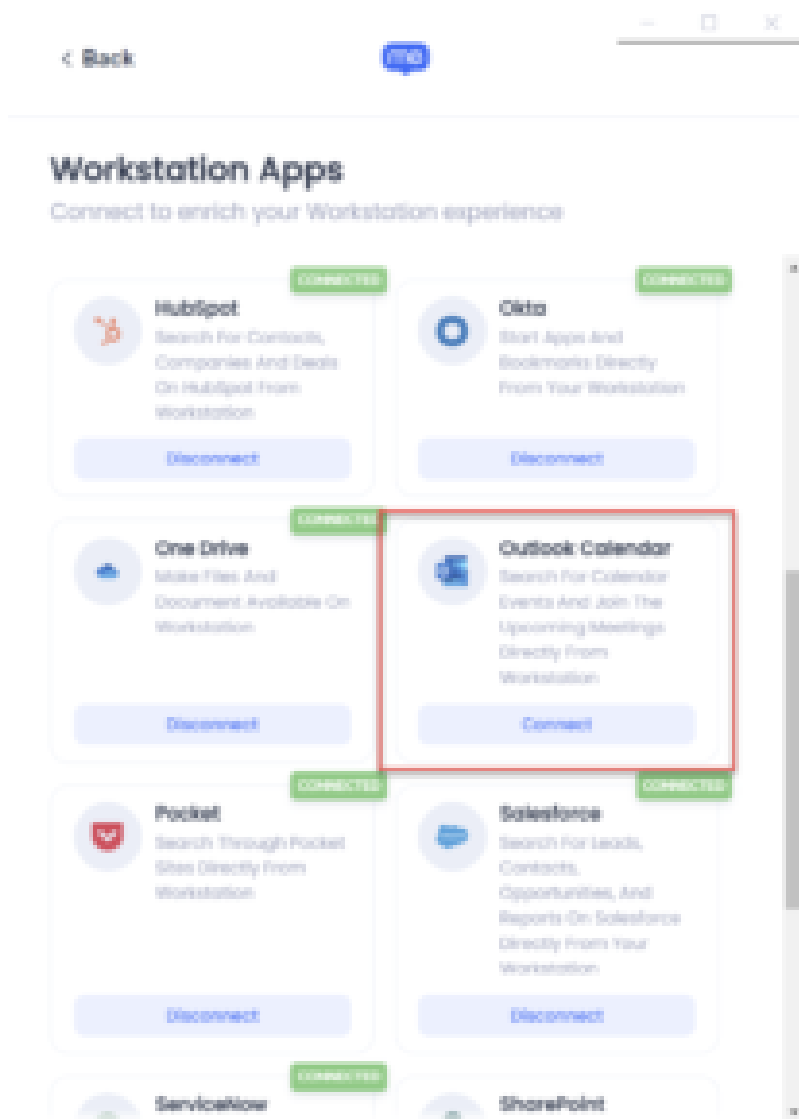 < Back
me
Workstation Apps
Connect to enrich your Workstation experience
CONNECTED
HubSpot
Search For Contacts,
Companies And Deals
On HubSpot From
Workstation
Disconnect
CONNECTED
Okta
Start Apps And
Bookmarks Directly
From Your Workstation
Disconnect
CONNECTED
One Drive
Make Files And
Document Available On
Workstation
Disconnect
Outlook Calendar
Search For Calendar
Events And Join The
Upcoming Meetings
Directly From
Workstation
Connect
CONNECTED
Pocket
Search Through Pocket
Sites Directly From
Workstation
Disconnect
CONNECTED
Salesforce
Search For Leads,
Contacts,
Opportunities, And
Reports On Salesforce
Directly From Your
Workstation
Disconnect
CONNECTED
ServiceNow
SharePoint